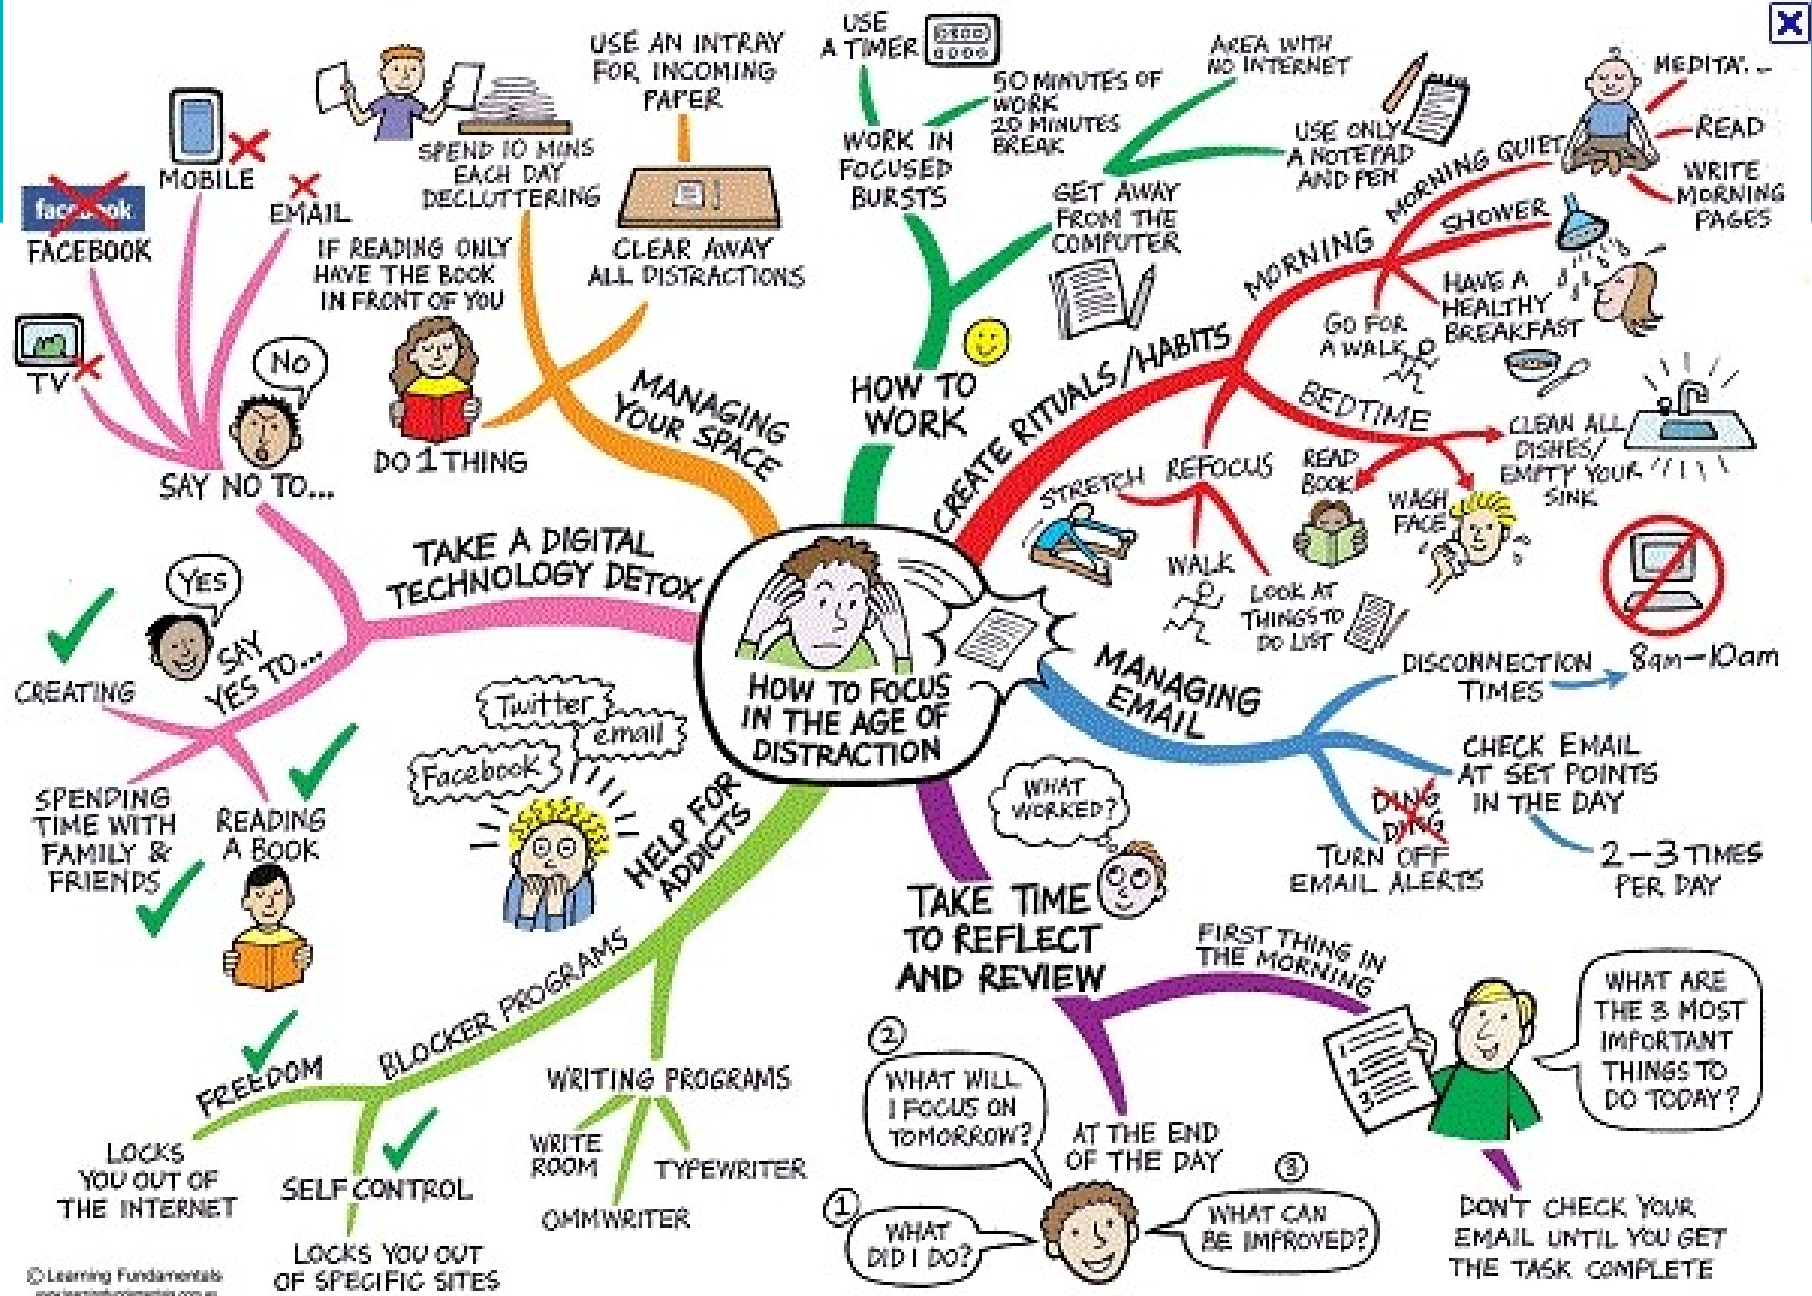 HOW TO FOCUS
IN THE AGE OF
DISTRACTION
HOW TO
WORK
WORK IN
FOCUSED
BURSTS
USE
A TIMER
50 MINUTES OF
WORK
20 MINUTES
BREAK
GET AWAY
FROM THE
COMPUTER
AREA WITH
NO INTERNET
USE ONLY
A NOTEPAD
AND PEN
CREATE RITUALS/HABITS
MORNING
MORNING QUIET
MEDITA'...
READ
WRITE
MORNING
PAGES
SHOWER
HAVE A
HEALTHY
BREAKFAST
GO FOR
A WALK
BEDTIME
CLEAN ALL
DISHES/
EMPTY YOUR
SINK
WASH
FACE
READ
BOOK
REFOCUS
STRETCH
WALK
LOOK AT
THINGS TO
DO LIST
MANAGING
EMAIL
DISCONNECTION
TIMES
8am-10am
CHECK EMAIL
AT SET POINTS
IN THE DAY
2-3 TIMES
PER DAY
DING
DING
TURN OFF
EMAIL ALERTS
TAKE TIME
TO REFLECT
AND REVIEW
WHAT
WORKED?
FIRST THING IN
THE MORNING
1
2
3
WHAT ARE
THE 3 MOST
IMPORTANT
THINGS TO
DO TODAY?
DON'T CHECK YOUR
EMAIL UNTIL YOU GET
THE TASK COMPLETE
AT THE END
OF THE DAY
1
WHAT
DID I DO?
2
WHAT WILL
I FOCUS ON
TOMORROW?
3
WHAT CAN
BE IMPROVED?
HELP FOR
ADDICTS
Twitter
email
Facebook
WRITING PROGRAMS
WRITE
ROOM
OMMWRITER
TYPEWRITER
BLOCKER PROGRAMS
FREEDOM
LOCKS
YOU OUT OF
THE INTERNET
SELF CONTROL
LOCKS YOU OUT
OF SPECIFIC SITES
TAKE A DIGITAL
TECHNOLOGY DETOX
SAY
YES TO...
YES
CREATING
SPENDING
TIME WITH
FAMILY &
FRIENDS
READING
A BOOK
SAY NO TO...
NO
TV
facebook
FACEBOOK
MOBILE
EMAIL
MANAGING
YOUR SPACE
DO 1 THING
IF READING ONLY
HAVE THE BOOK
IN FRONT OF YOU
SPEND 10 MINS
EACH DAY
DECLUTTERING
CLEAR AWAY
ALL DISTRACTIONS
USE AN INTRAY
FOR INCOMING
PAPER
© Learning Fundamentals